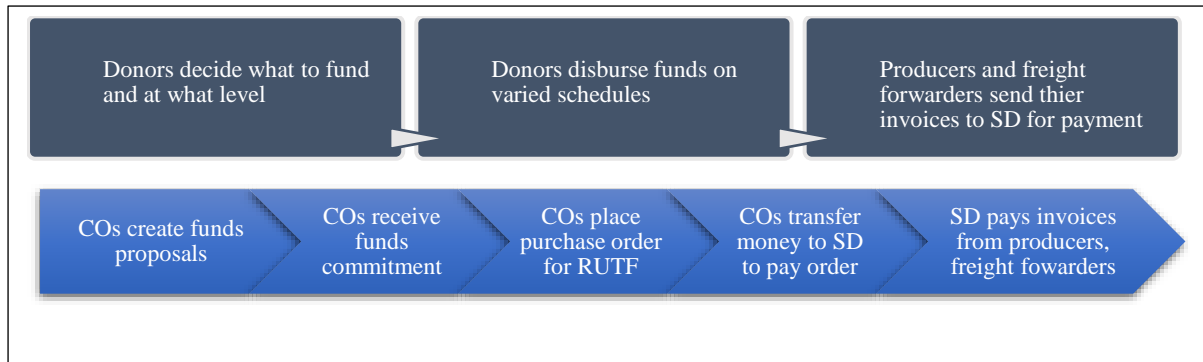 Donors decide what to fund
and at what level
Donors disburse funds on
varied schedules
Producers and freight
forwarders send thier
invoices to SD for payment
COs create funds
proposals
COs receive
funds
commitment
COs place
purchase order
for RUTF
COs transfer
money to SD
to pay order
SD pays invoices
from producers,
freight fowarders